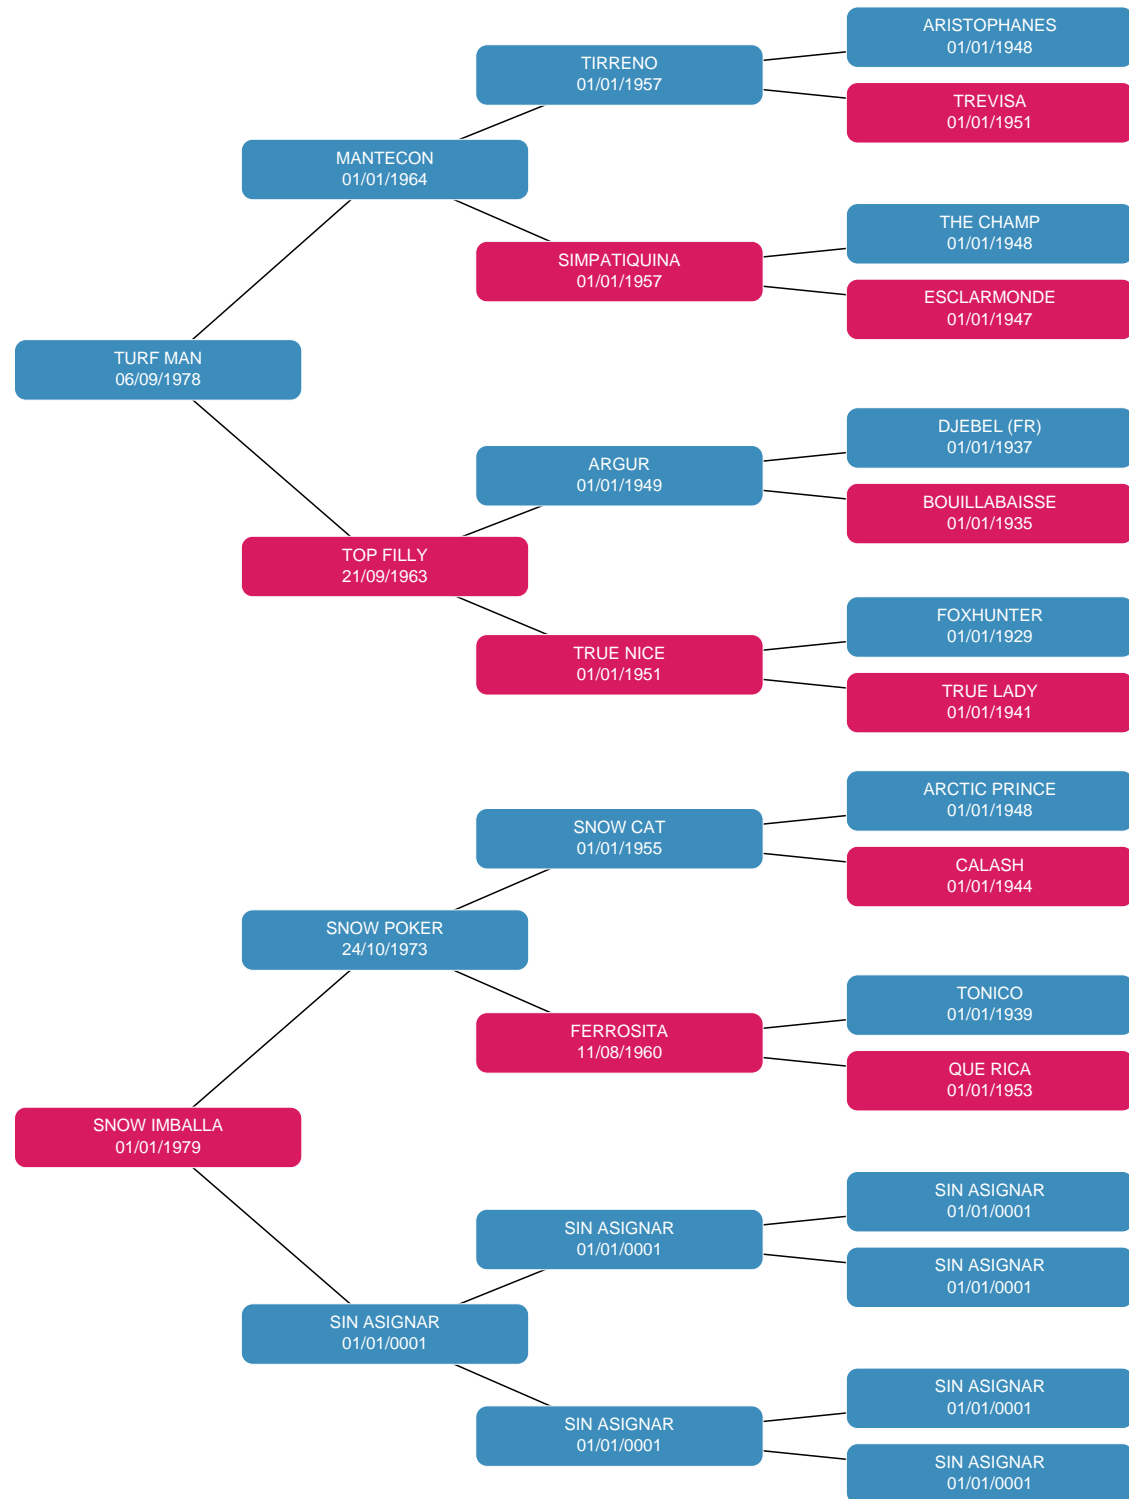 ARISTOPHANES
01/01/1948
TIRRENO
01/01/1957
TREVISA
01/01/1951
MANTECON
01/01/1964
THE CHAMP
01/01/1948
SIMPATIQUINA
01/01/1957
ESCLARMONDE
01/01/1947
TURF MAN
06/09/1978
DJEBEL (FR)
01/01/1937
ARGUR
01/01/1949
BOUILLABAISSE
01/01/1935
TOP FILLY
21/09/1963
FOXHUNTER
01/01/1929
TRUE NICE
01/01/1951
TRUE LADY
01/01/1941
ARCTIC PRINCE
01/01/1948
SNOW CAT
01/01/1955
CALASH
01/01/1944
SNOW POKER
24/10/1973
TONICO
01/01/1939
FERROSITA
11/08/1960
QUE RICA
01/01/1953
SNOW IMBALLA
01/01/1979
SIN ASIGNAR
01/01/0001
SIN ASIGNAR
01/01/0001
SIN ASIGNAR
01/01/0001
SIN ASIGNAR
01/01/0001
SIN ASIGNAR
01/01/0001
SIN ASIGNAR
01/01/0001
SIN ASIGNAR
01/01/0001